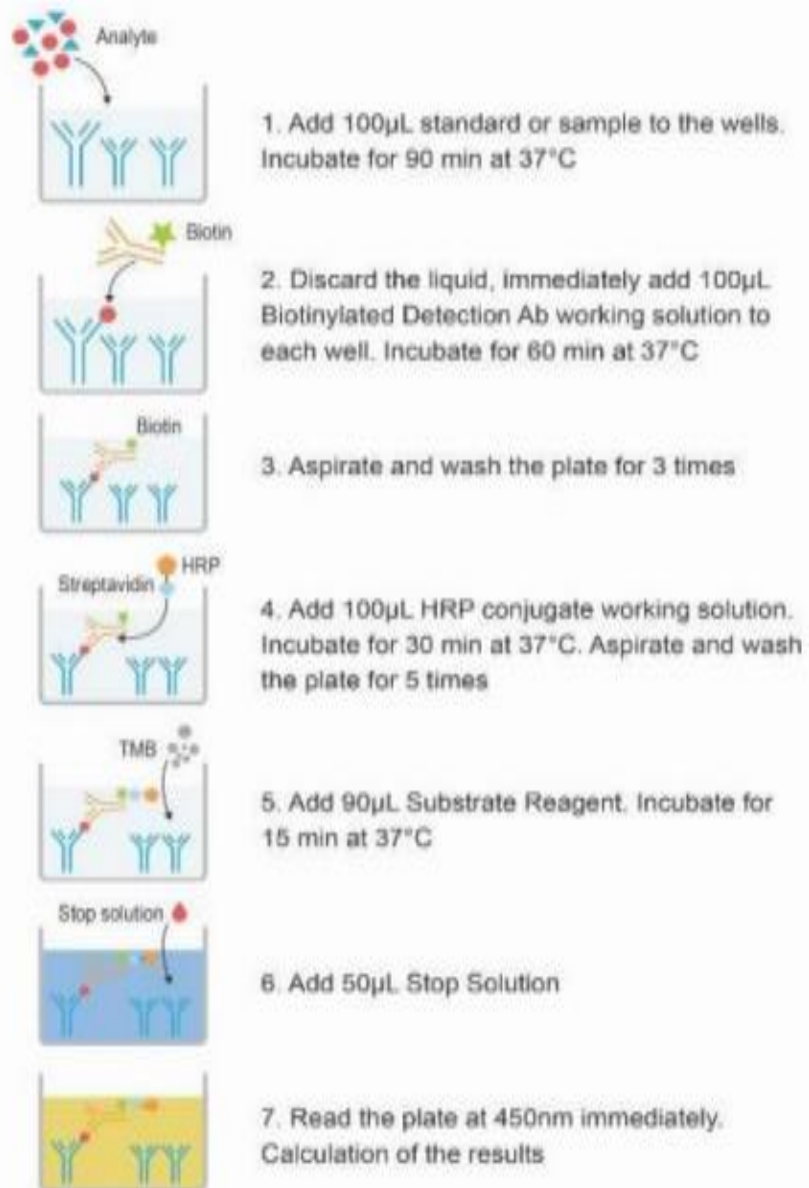 Analyte
1. Add 100µL standard or sample to the wells.
Incubate for 90 min at 37°C
Biotin
2. Discard the liquid, immediately add 100µL
Biotinylated Detection Ab working solution to
each well. Incubate for 60 min at 37°C
Biotin
3. Aspirate and wash the plate for 3 times
HRP
Streptavidin
4. Add 100µL HRP conjugate working solution.
Incubate for 30 min at 37°C. Aspirate and wash
the plate for 5 times
TMB
5. Add 90µL Substrate Reagent. Incubate for
15 min at 37°C
Stop solution
6. Add 50µL Stop Solution
7. Read the plate at 450nm immediately.
Calculation of the results